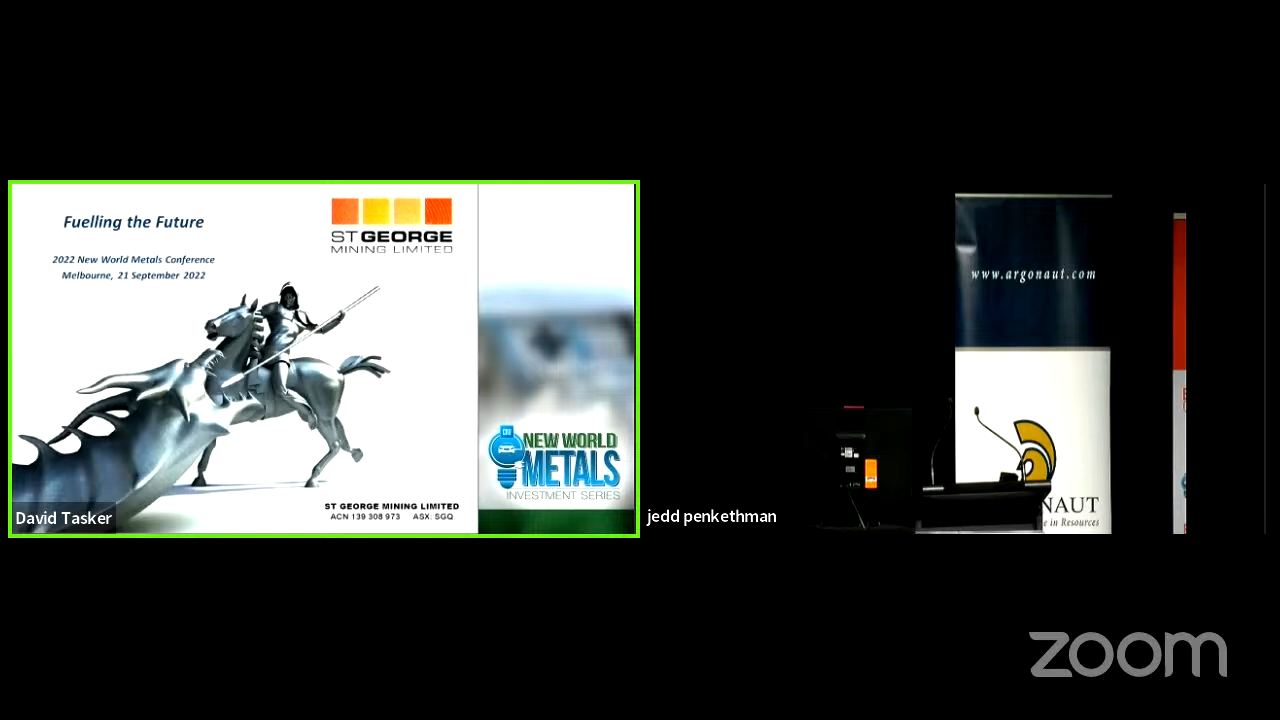 Fuelling the Future
2022 New World Metals Conference
Melbourne, 21 September 2022
ST GEORGE
MINING LIMITED
NEW WORLD
METALS
INVESTMENT SERIES
ST GEORGE MINING LIMITED
ACN 139 308 973 ASX: SGQ
David Tasker
www.argonaut.com
NAUT
e in Resources
jedd penkethman
zoom